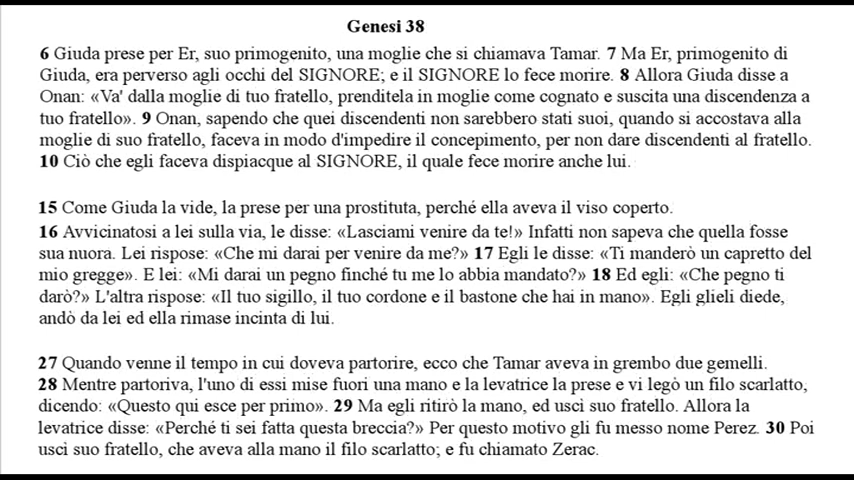 Genesi 38
6 Giuda prese per Er, suo primogenito, una moglie che si chiamava Tamar. 7 Ma Er, primogenito di
Giuda, era perverso agli occhi del SIGNORE; e il SIGNORE lo fece morire. 8 Allora Giuda disse a
Onan: «Va' dalla moglie di tuo fratello, prenditela in moglie come cognato e suscita una discendenza a
tuo fratello». 9 Onan, sapendo che quei discendenti non sarebbero stati suoi, quando si accostava alla
moglie di suo fratello, faceva in modo d'impedire il concepimento, per non dare discendenti al fratello.
10 Ciò che egli faceva dispiacque al SIGNORE, il quale fece morire anche lui.
15 Come Giuda la vide, la prese per una prostituta, perché ella aveva il viso coperto.
16 Avvicinatosi a lei sulla via, le disse: «Lasciami venire da te!» Infatti non sapeva che quella fosse
sua nuora. Lei rispose: «Che mi darai per venire da me?» 17 Egli le disse: «Ti manderò un capretto del
mio gregge». E lei: «Mi darai un pegno finché tu me lo abbia mandato?» 18 Ed egli: «Che pegno ti
darò?» L'altra rispose: «Il tuo sigillo, il tuo cordone e il bastone che hai in mano». Egli glieli diede,
andò da lei ed ella rimase incinta di lui.
27 Quando venne il tempo in cui doveva partorire, ecco che Tamar aveva in grembo due gemelli.
28 Mentre partoriva, l'uno di essi mise fuori una mano e la levatrice la prese e vi legò un filo scarlatto,
dicendo: «Questo qui esce per primo». 29 Ma egli ritirò la mano, ed uscì suo fratello. Allora la
levatrice disse: «Perché ti sei fatta questa breccia?» Per questo motivo gli fu messo nome Perez. 30 Poi
uscì suo fratello, che aveva alla mano il filo scarlatto; e fu chiamato Zerac.